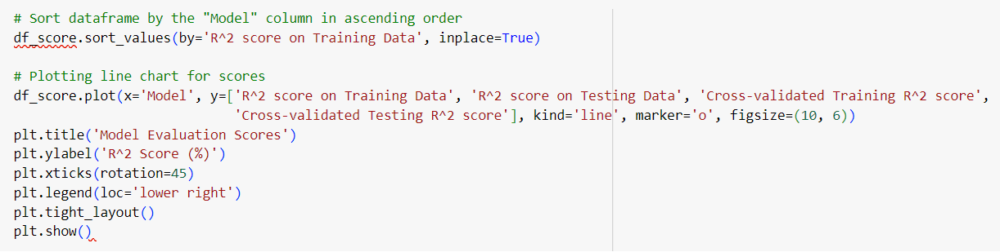 # Sort dataframe by the "Model" column in ascending order
df_score.sort_values(by='R^2 score on Training Data', inplace=True)
# Plotting line chart for scores
df_score.plot(x='Model', y=['R^2 score on Training Data', 'R^2 score on Testing Data', 'Cross-validated Training R^2 score',
'Cross-validated Testing R^2 score'], kind='line', marker='o', figsize=(10, 6))
plt.title('Model Evaluation Scores')
plt.ylabel('R^2 Score (%)')
plt.xticks(rotation=45)
plt.legend(loc='lower right')
plt.tight_layout()
plt.show()